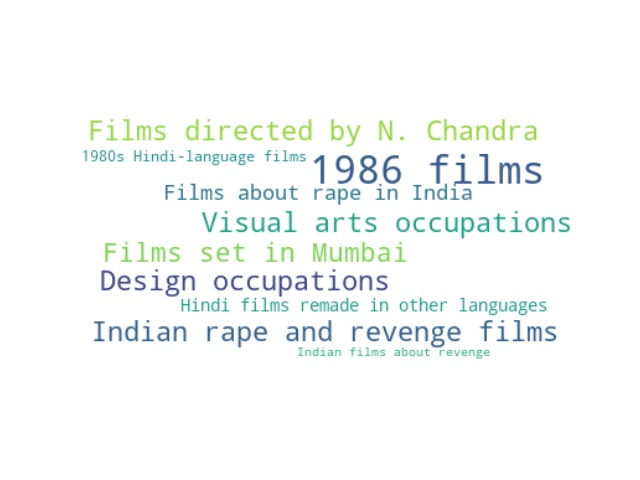 Films directed by N. Chandra
1980s Hindi-language films
1986 films
Films about rape in India
Visual arts occupations
Films set in Mumbai
Design occupations
Hindi films remade in other languages
Indian rape and revenge films
Indian films about revenge